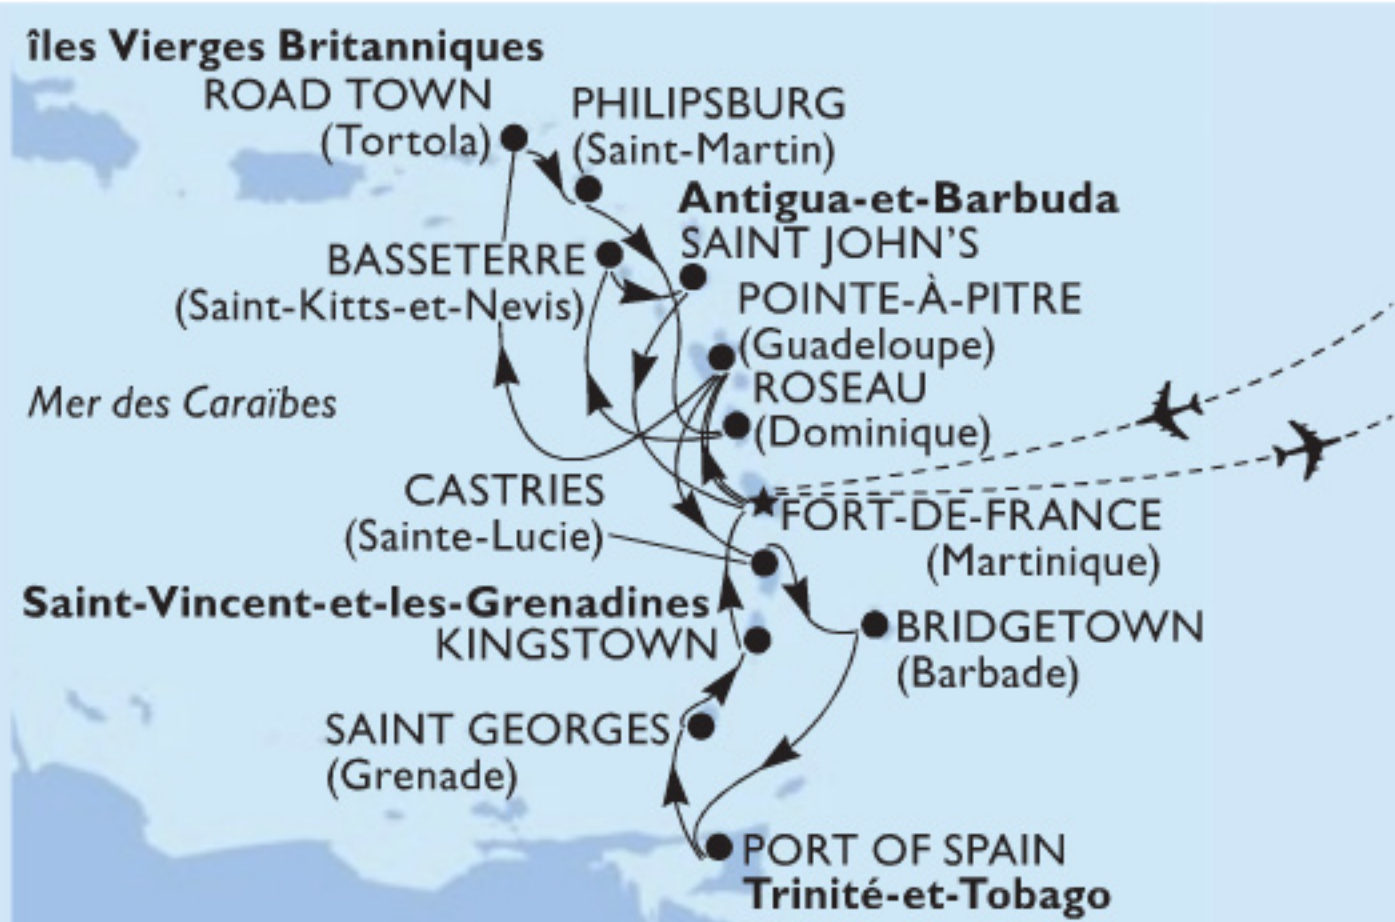 îles Vierges Britanniques
ROAD TOWN
(Tortola)
PHILIPSBURG
(Saint-Martin)
Antigua-et-Barbuda
SAINT JOHN'S
BASSETERRE
(Saint-Kitts-et-Nevis)
POINTE-À-PITRE
(Guadeloupe)
ROSEAU
(Dominique)
Mer des Caraïbes
CASTRIES
(Sainte-Lucie)
FORT-DE-FRANCE
(Martinique)
Saint-Vincent-et-les-Grenadines
KINGSTOWN
BRIDGETOWN
(Barbade)
SAINT GEORGES
(Grenade)
PORT OF SPAIN
Trinité-et-Tobago